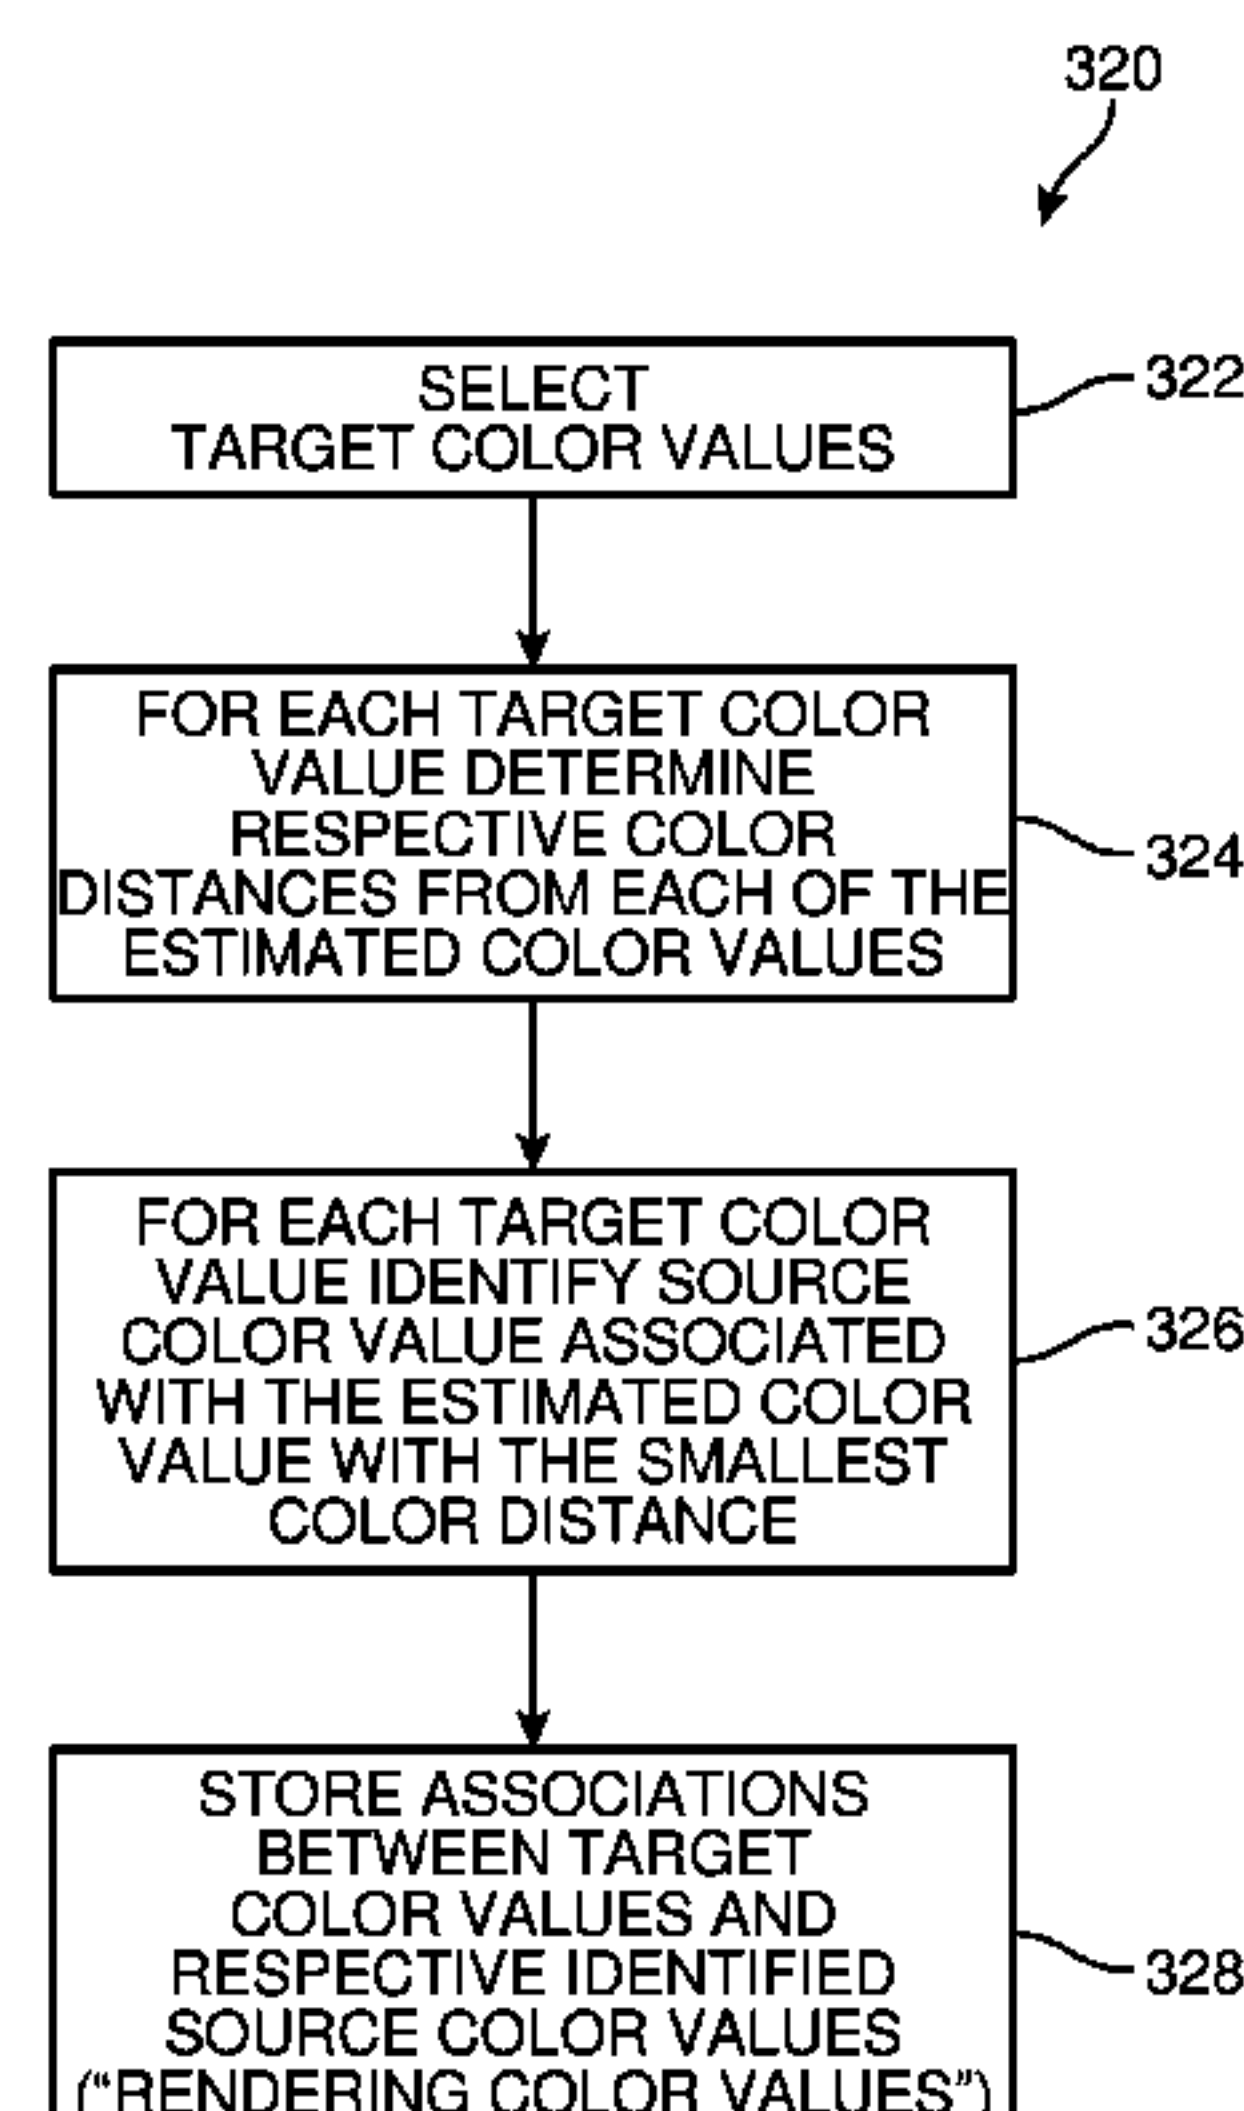 320
SELECT
TARGET COLOR VALUES
322
FOR EACH TARGET COLOR
VALUE DETERMINE
RESPECTIVE COLOR
DISTANCES FROM EACH OF THE
ESTIMATED COLOR VALUES
324
FOR EACH TARGET COLOR
VALUE IDENTIFY SOURCE
COLOR VALUE ASSOCIATED
WITH THE ESTIMATED COLOR
VALUE WITH THE SMALLEST
COLOR DISTANCE
326
STORE ASSOCIATIONS
BETWEEN TARGET
COLOR VALUES AND
RESPECTIVE IDENTIFIED
SOURCE COLOR VALUES
(“RENDERING COLOR VALUES”)
328